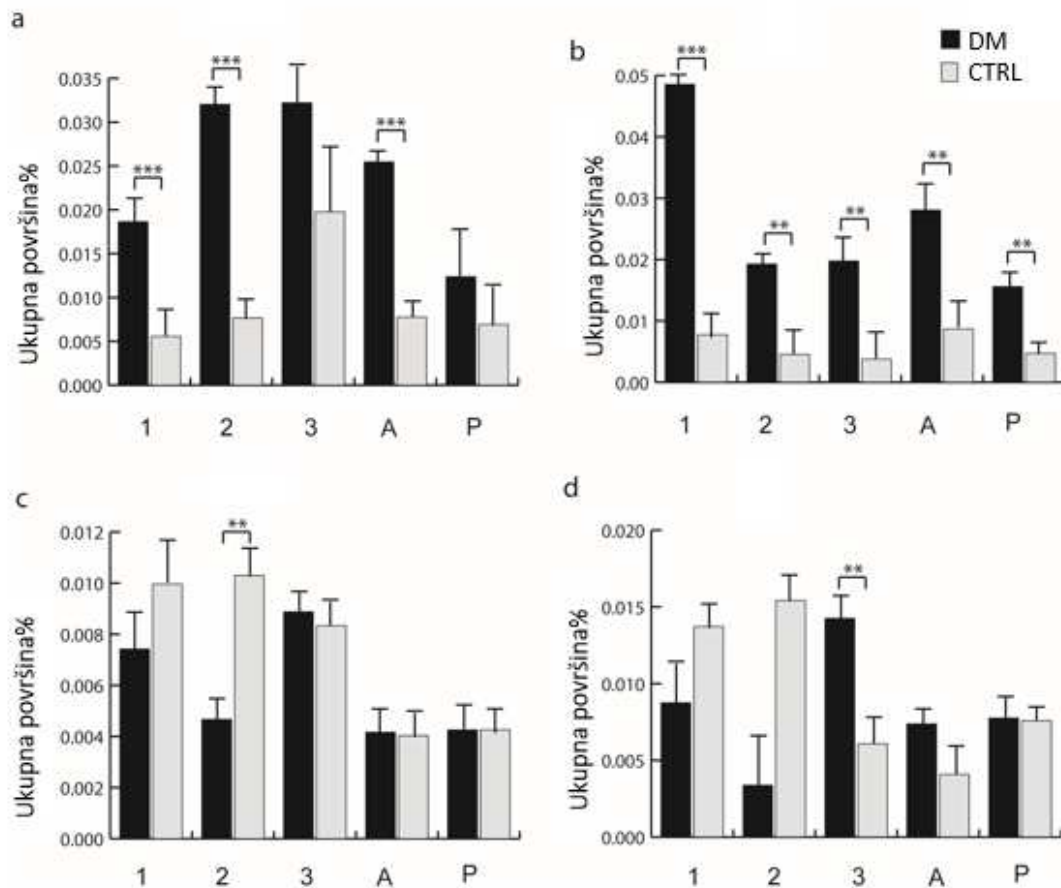 a
Ukupna površina%
0.035
0.030
0.025
0.020
0.015
0.010
0.005
0.000
***
***
***
1 2 3 A P
b
DM
CTRL
Ukupna površina%
0.05
0.04
0.03
0.02
0.01
0.00
***
**
**
**
**
1 2 3 A P
c
Ukupna površina%
0.012
0.010
0.008
0.006
0.004
0.002
0.000
**
1 2 3 A P
d
Ukupna površina%
0.020
0.015
0.010
0.005
0.000
**
1 2 3 A P